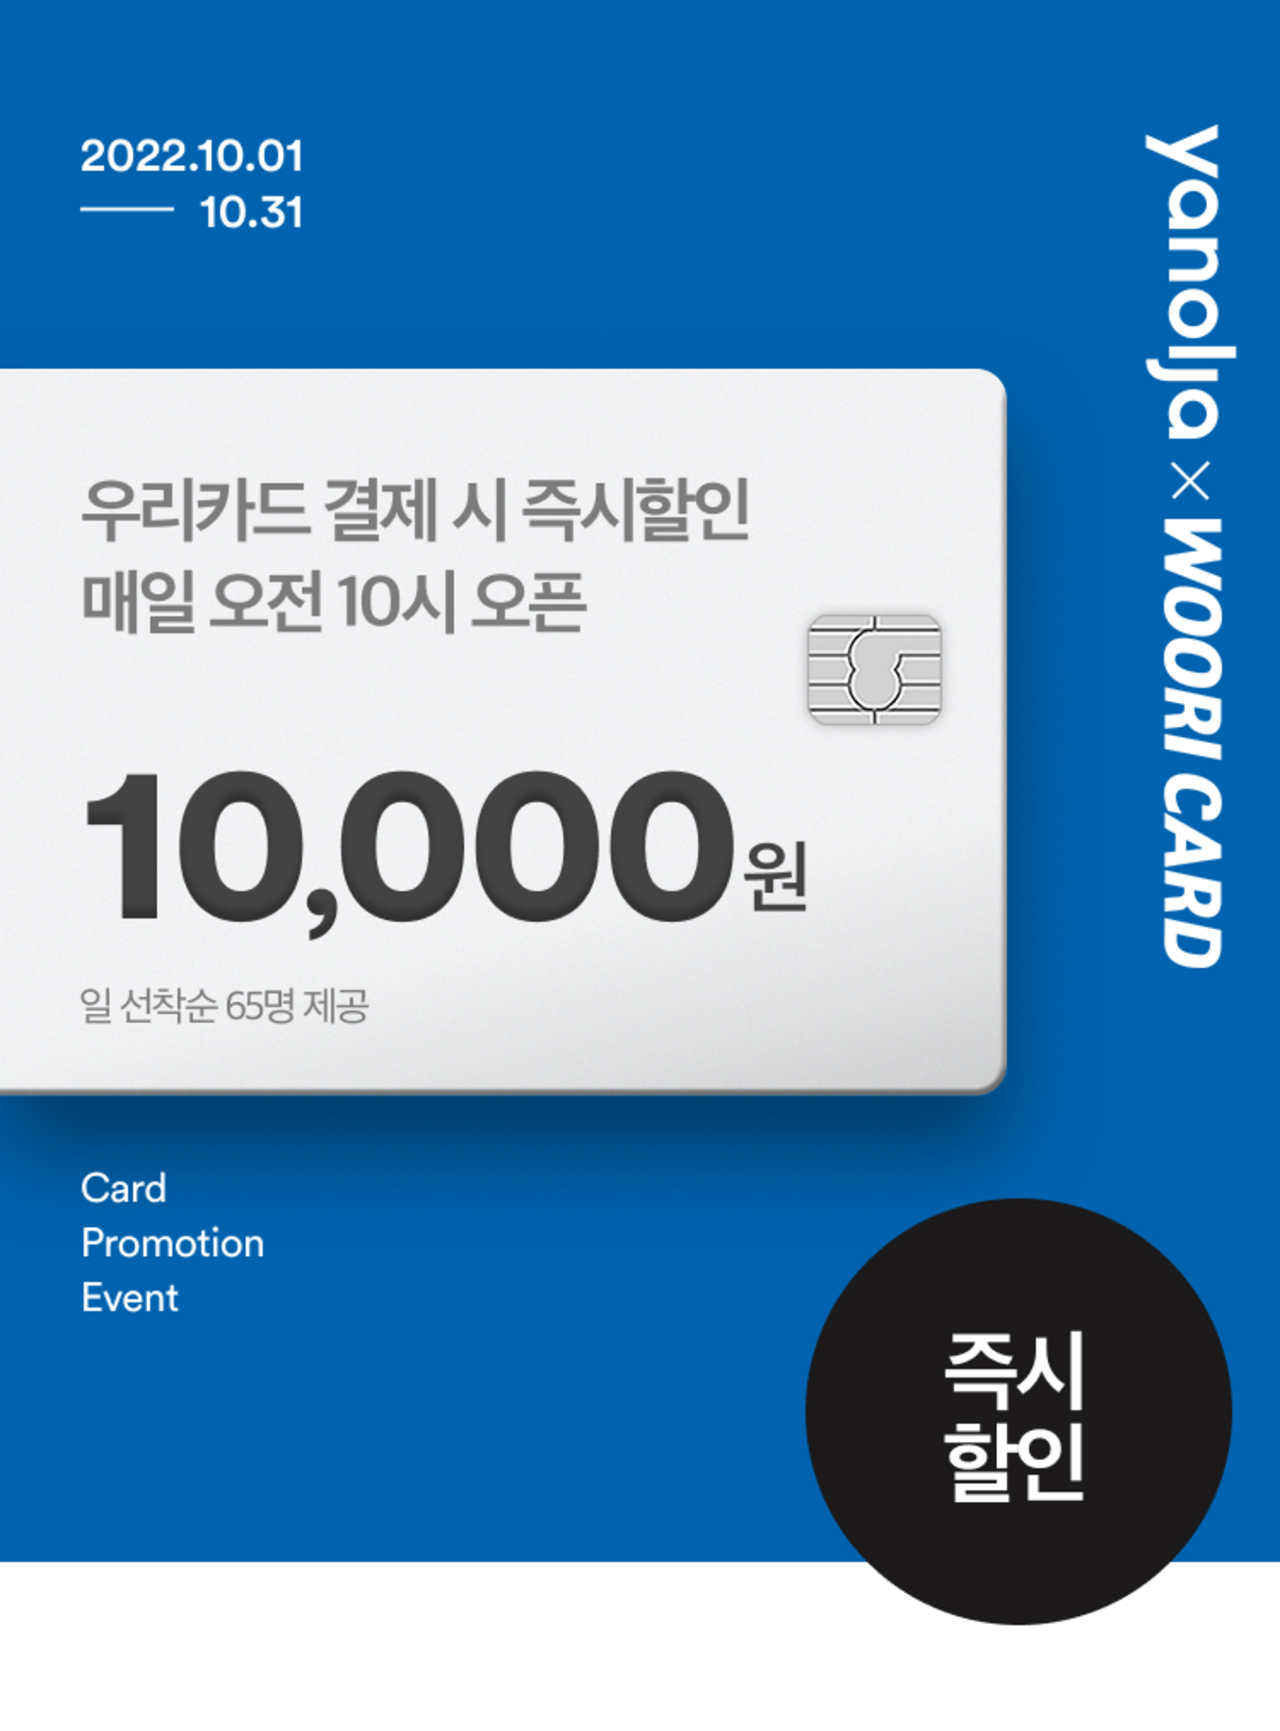 2022.10.01
10.31
yanolja × WOORI CARD
우리카드 결제 시 즉시할인
매일 오전 10시 오픈
10,000원
일 선착순 65명 제공
Card
Promotion
Event
즉시
할인